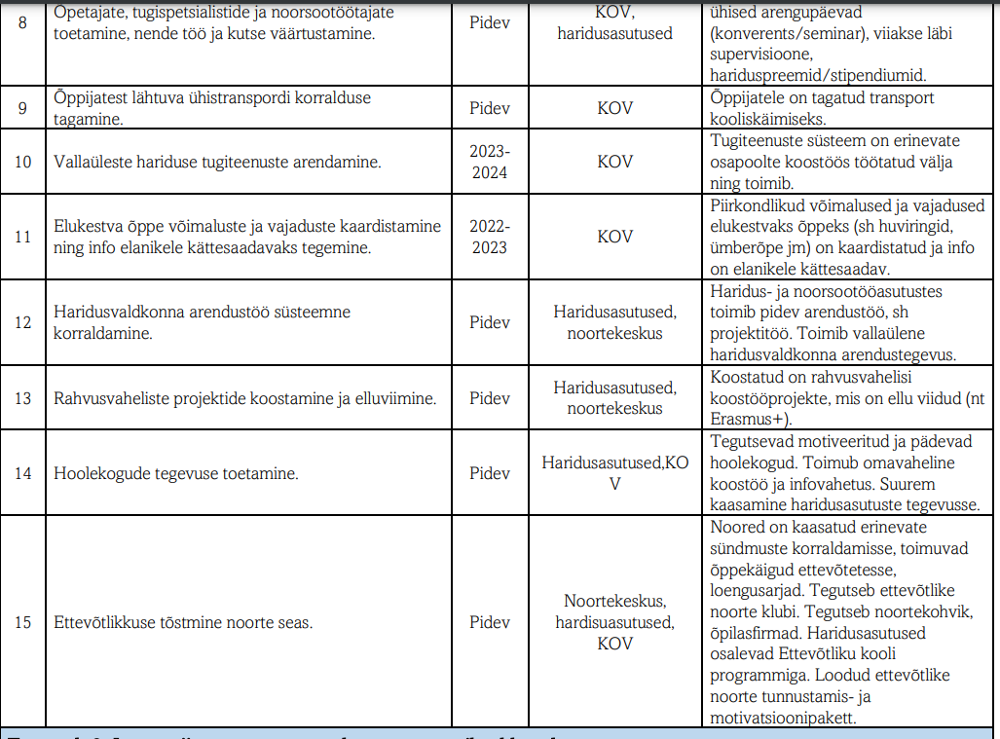 8
Õpetajate, tugispetsialistide ja noorsootöötajate
toetamine, nende töö ja kutse väärtustamine.
Pidev
KOV,
haridusasutused
ühised arengupäevad
(konverents/seminar), viiakse läbi
supervisioone,
hariduspreemid/stipendiumid.
9
Õppijatest lähtuva ühistranspordi korralduse
tagamine.
Pidev
KOV
Õppijatele on tagatud transport
kooliskäimiseks.
10
Vallaüleste hariduse tugiteenuste arendamine.
2023-
2024
KOV
Tugiteenuste süsteem on erinevate
osapoolte koostöös töötatud välja
ning toimib.
11
Elukestva õppe võimaluste ja vajaduste kaardistamine
ning info elanikele kättesaadavaks tegemine.
2022-
2023
KOV
Piirkondlikud võimalused ja vajadused
elukestvaks õppeks (sh huviringid,
ümberõpe jm) on kaardistatud ja info
on elanikele kättesaadav.
12
Haridusvaldkonna arendustöö süsteemne
korraldamine.
Pidev
Haridusasutused,
noortekeskus
Haridus- ja noorsootööasutustes
toimib pidev arendustöö, sh
projektitöö. Toimib vallaülene
haridusvaldkonna arendustegevus.
13
Rahvusvaheliste projektide koostamine ja elluviimine.
Pidev
Haridusasutused,
noortekeskus
Koostatud on rahvusvahelisi
koostööprojekte, mis on ellu viidud (nt
Erasmus+).
14
Hoolekogude tegevuse toetamine.
Pidev
Haridusasutused,KO
V
Tegutsevad motiveeritud ja pädevad
hoolekogud. Toimub omavaheline
koostöö ja infovahetus. Suurem
kaasamine haridusasutuste tegevusse.
15
Ettevõtlikkuse tõstmine noorte seas.
Pidev
Noortekeskus,
hardisuasutused,
KOV
Noored on kaasatud erinevate
sündmuste korraldamisse, toimuvad
õppekäigud ettevõtetesse,
loengusarjad. Tegutseb ettevõtlike
noorte klubi. Tegutseb noortekohvik,
õpilasfirmad. Haridusasutused
osalevad Ettevõtliku kooli
programmiga. Loodud ettevõtlike
noorte tunnustamis- ja
motivatsioonipakett.